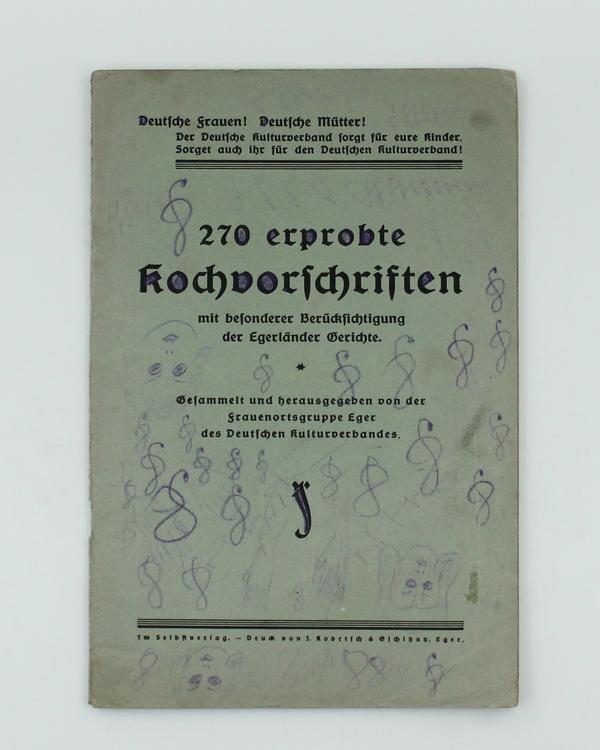 Deutsche Frauen! Deutsche Mütter!
Der Deutsche Kulturverband sorgt für eure Kinder.
Sorget auch ihr für den Deutschen Kulturverband!
270 erprobte
Kochvorschriften
mit besonderer Berücksichtigung
der Egerländer Gerichte.
*
Gesammelt und herausgegeben von der
Frauenortsgruppe Eger
des Deutschen Kulturverbandes.
Im Selbstverlag. — Druck von J. Kobrtsch & Gschihay, Eger.